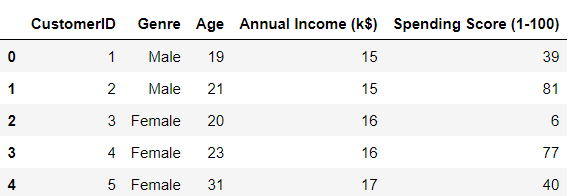 CustomerID Genre Age Annual Income (k$) Spending Score (1-100)
0 1 Male 19 15 39
1 2 Male 21 15 81
2 3 Female 20 16 6
3 4 Female 23 16 77
4 5 Female 31 17 40